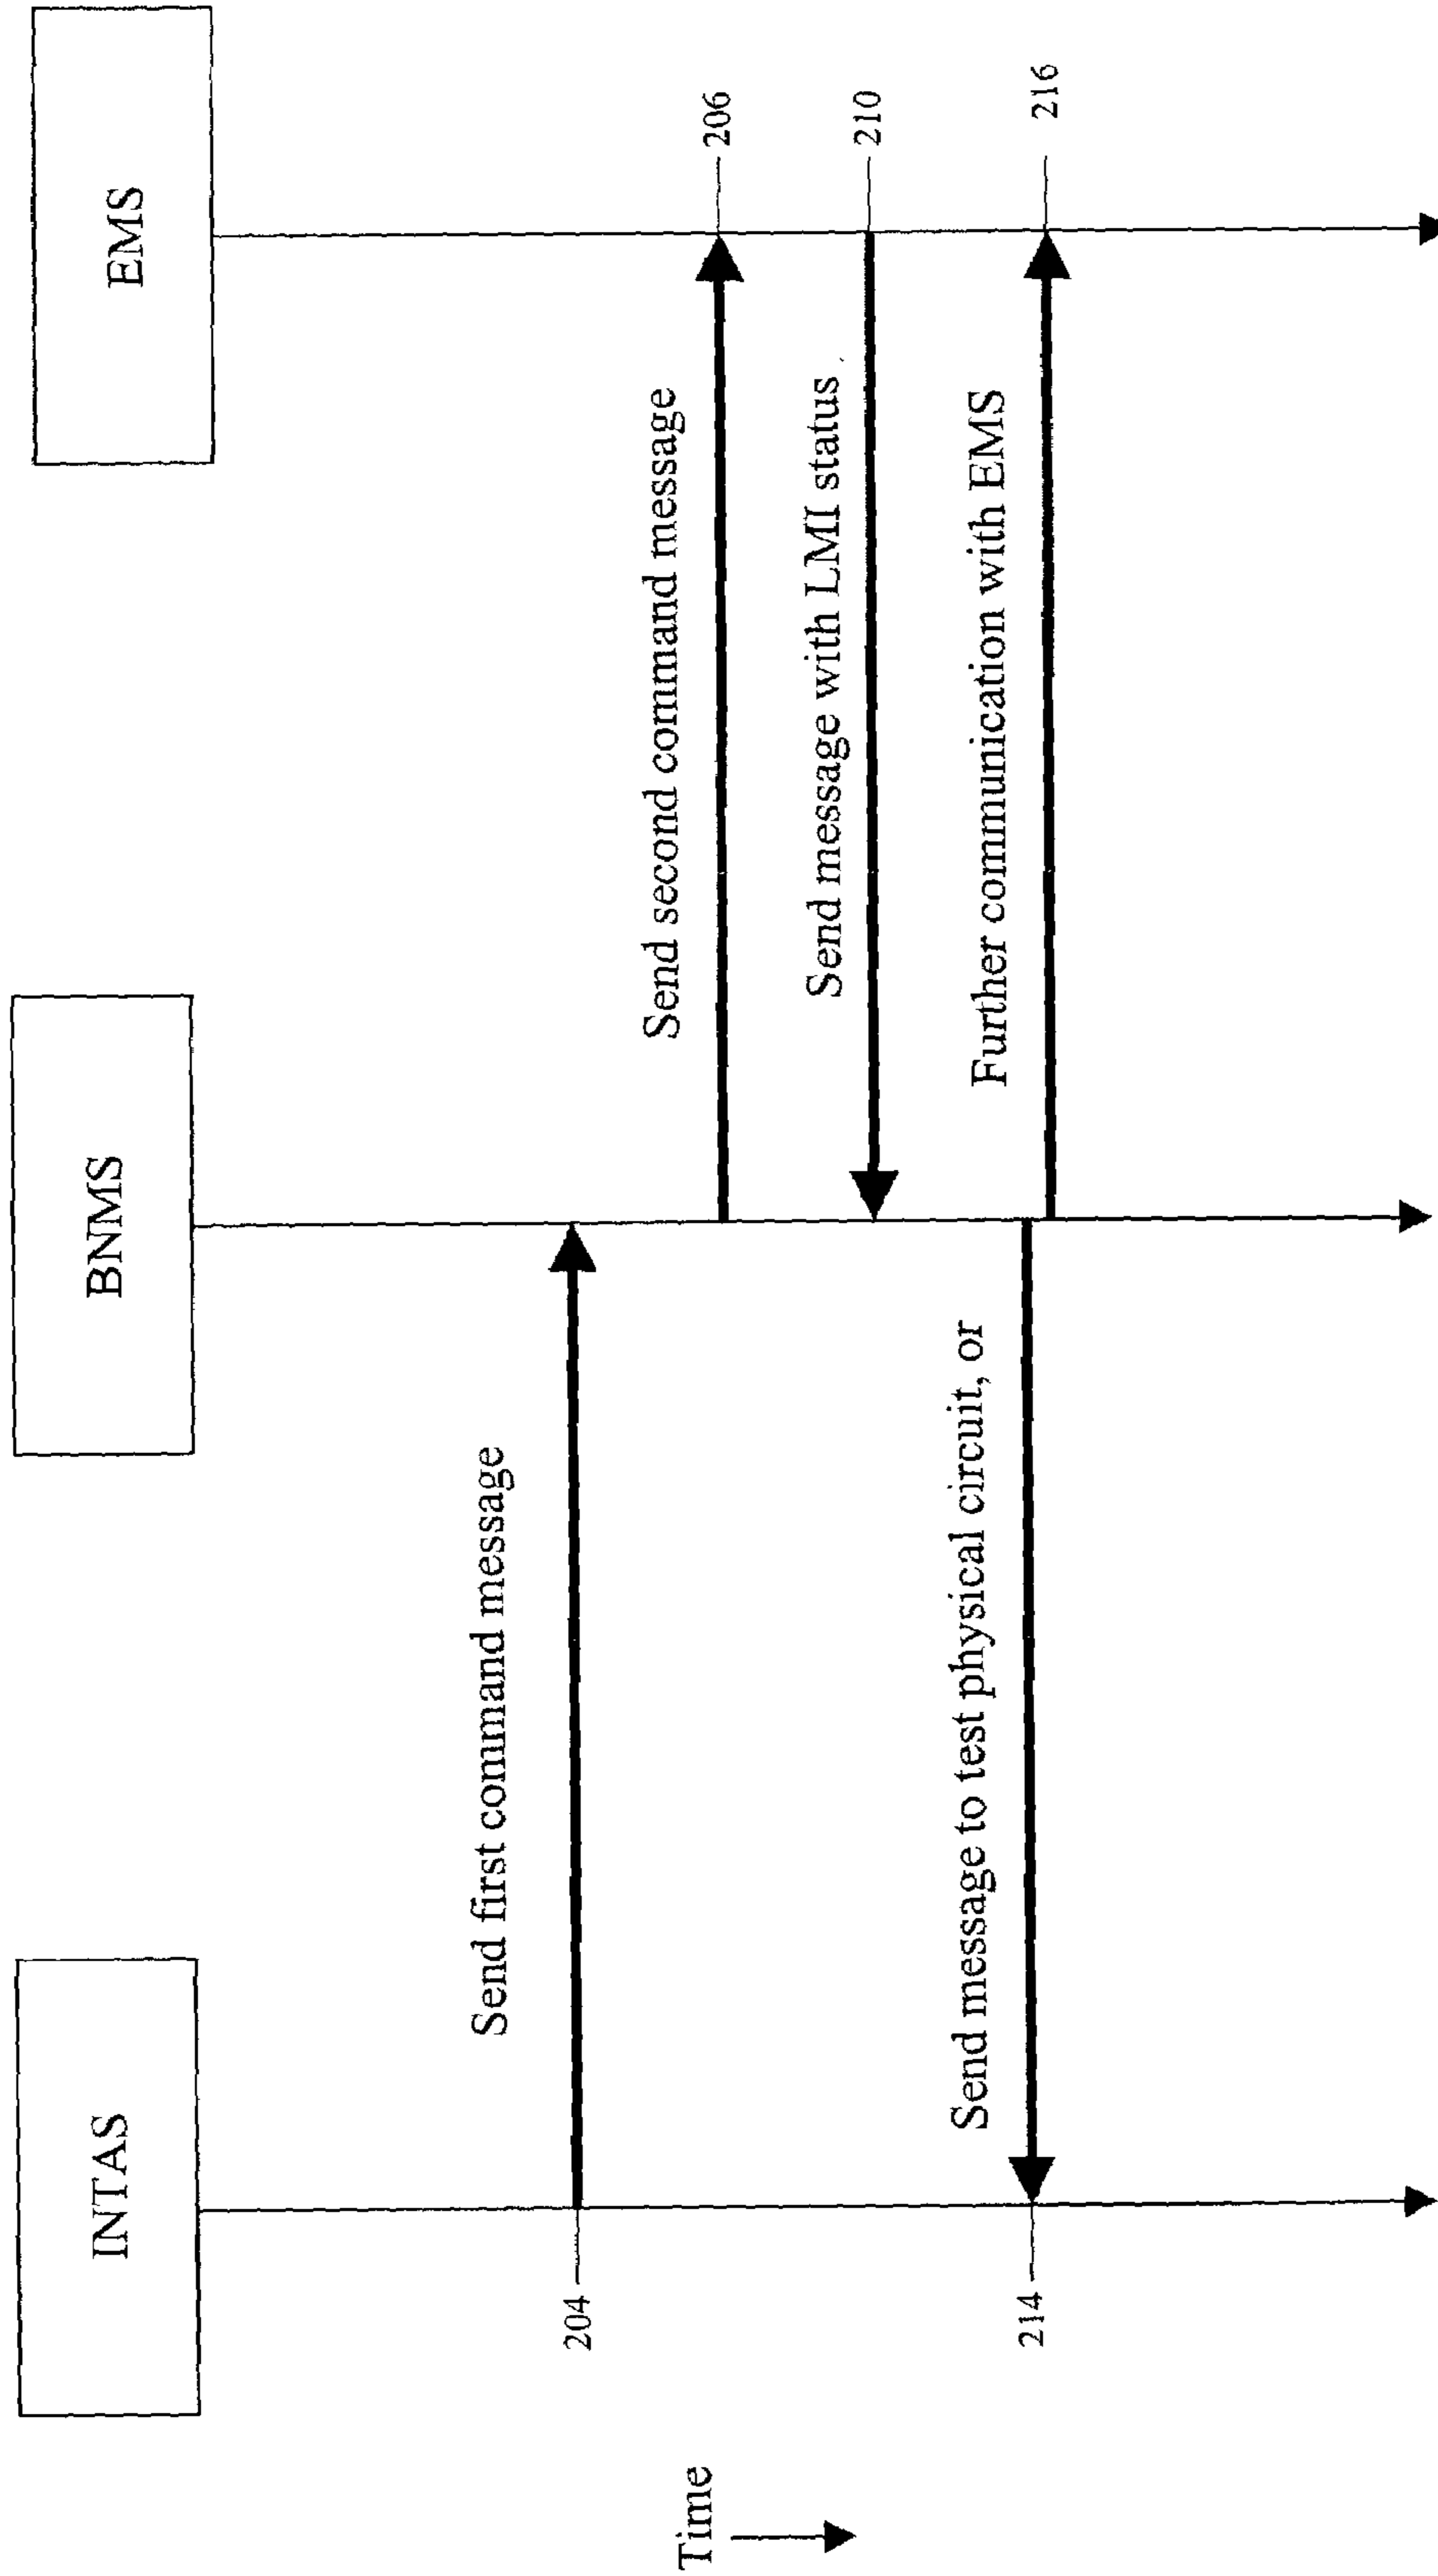 INTAS
BNMS
EMS
Time
204
Send first command message
Send second command message
206
Send message with LMI status
210
214
Send message to test physical circuit, or
Further communication with EMS
216